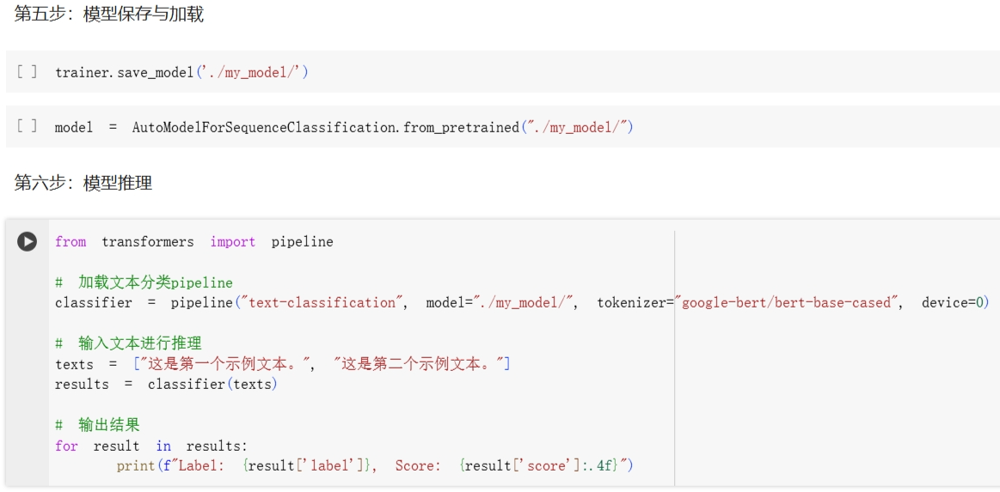 第五步：模型保存与加载
[ ] trainer.save_model('./my_model/')
[ ] model = AutoModelForSequenceClassification.from_pretrained("./my_model/")
第六步：模型推理
from transformers import pipeline
# 加载文本分类pipeline
classifier = pipeline("text-classification", model="./my_model/", tokenizer="google-bert/bert-base-cased", device=0)
# 输入文本进行推理
texts = ["这是第一个示例文本。", "这是第二个示例文本。"]
results = classifier(texts)
# 输出结果
for result in results:
    print(f"Label: {result['label']}, Score: {result['score']:.4f}")